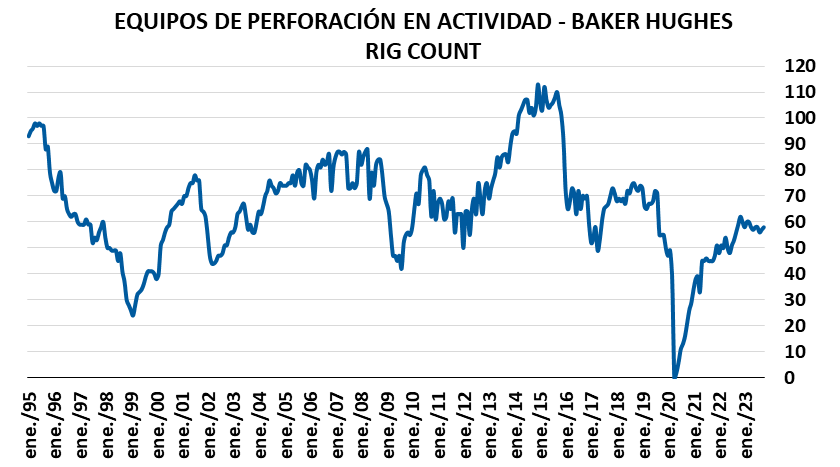 EQUIPOS DE PERFORACIÓN EN ACTIVIDAD - BAKER HUGHES
RIG COUNT
120
110
100
90
80
70
60
50
40
30
20
10
0
ene./95
ene./96
ene./97
ene./98
ene./99
ene./00
ene./01
ene./02
ene./03
ene./04
ene./05
ene./06
ene./07
ene./08
ene./09
ene./10
ene./11
ene./12
ene./13
ene./14
ene./15
ene./16
ene./17
ene./18
ene./19
ene./20
ene./21
ene./22
ene./23